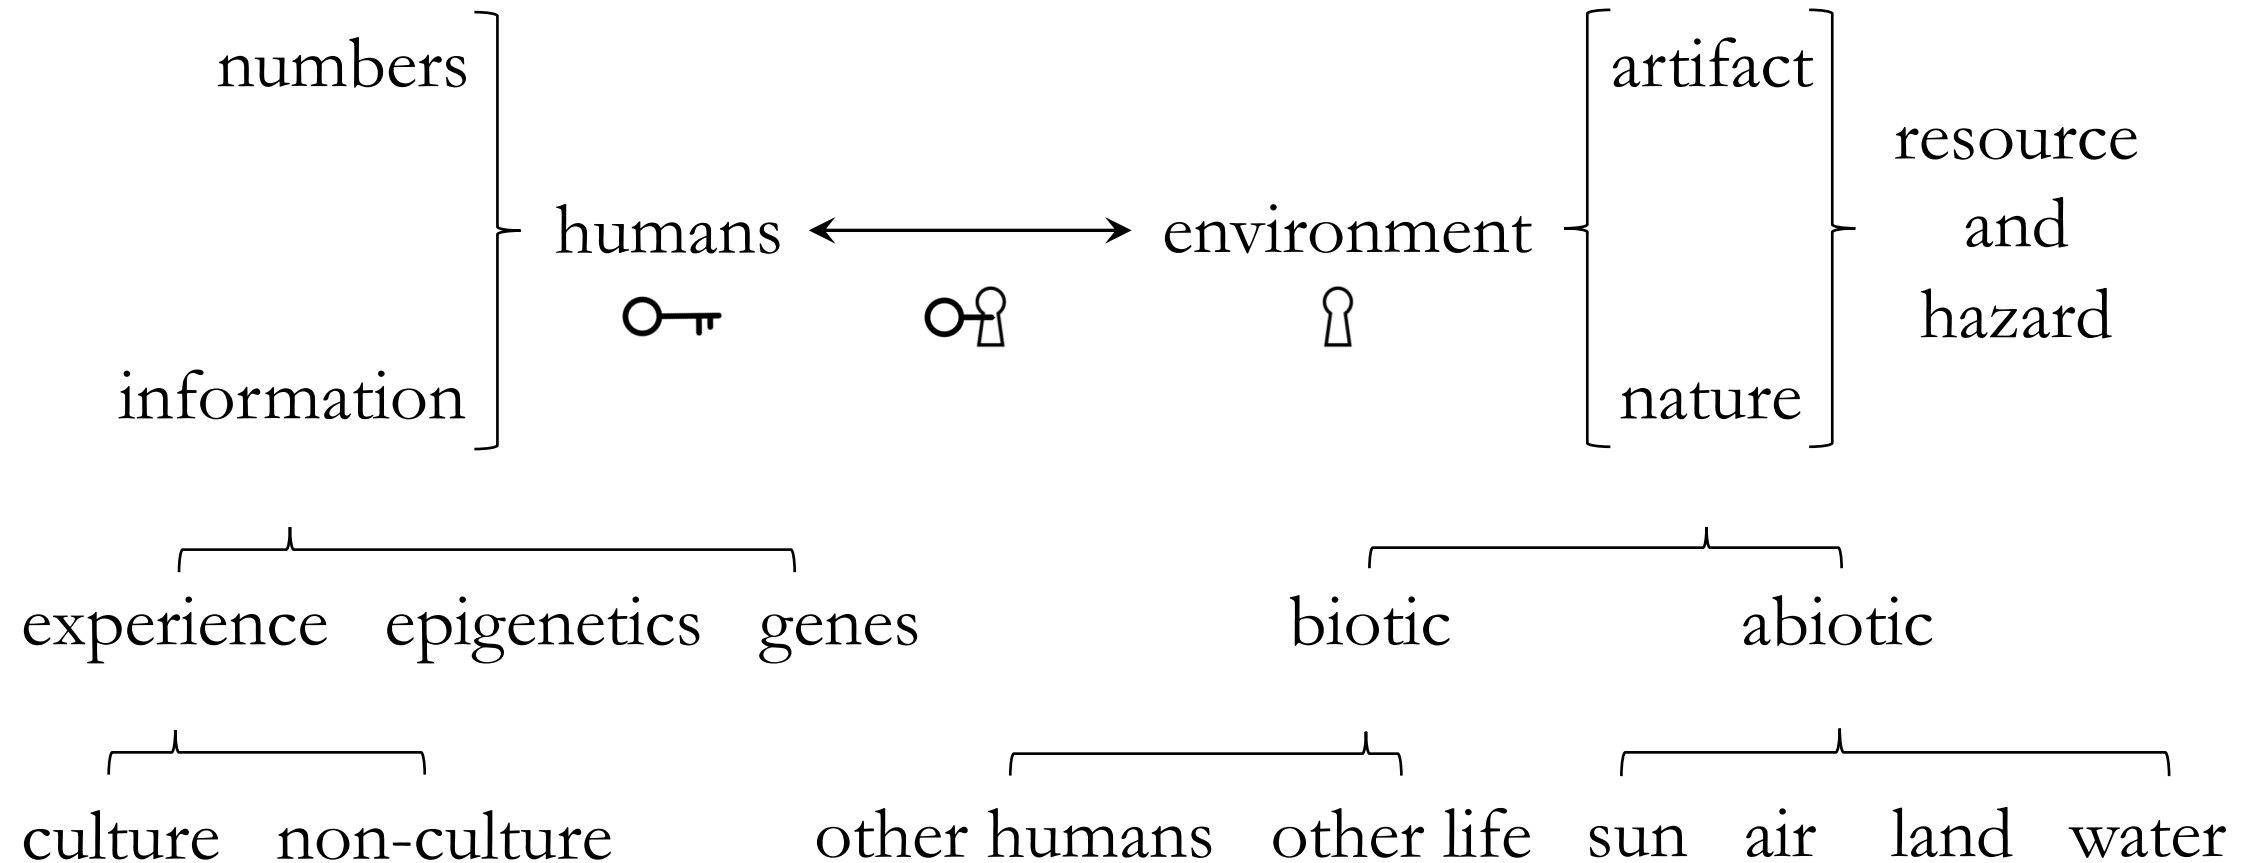 numbers
artifact
resource
and
humans
environment
hazard
information
nature
experience epigenetics genes
biotic abiotic
culture non-culture
other humans other life
sun air land water